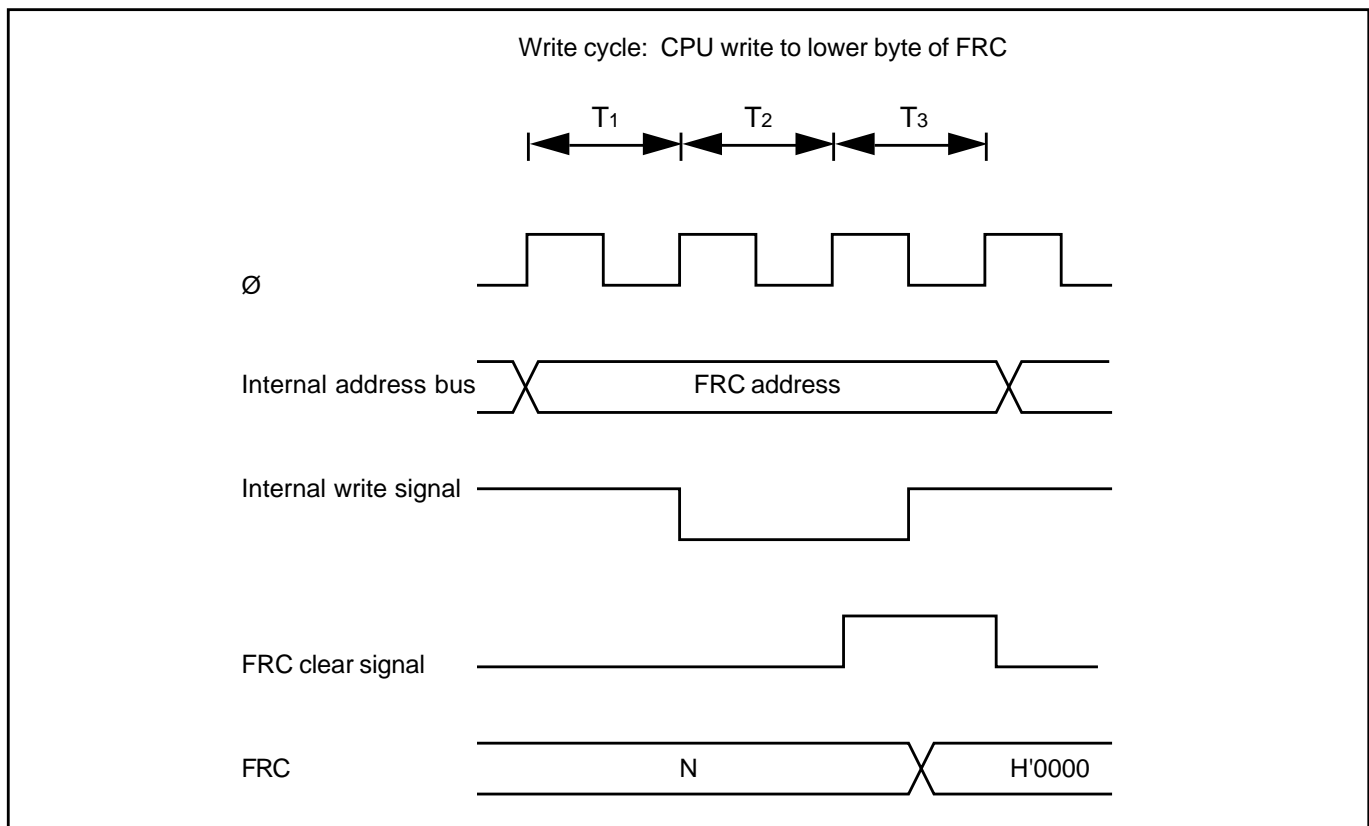 Write cycle: CPU write to lower byte of FRC
T1 T2 T3
Ø
Internal address bus FRC address
Internal write signal
FRC clear signal
FRC N H'0000